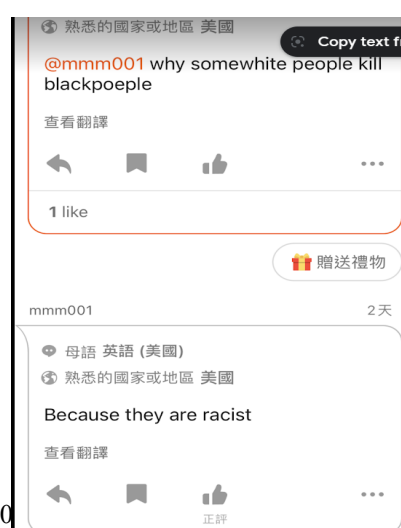 熟悉的國家或地區 美國
Copy text
@mmm001 why somewhite people kill
blackpoeple
查看翻譯
1 like
贈送禮物
mmm001 2天
母語 英語 (美國)
熟悉的國家或地區 美國
Because they are racist
查看翻譯
正評
0